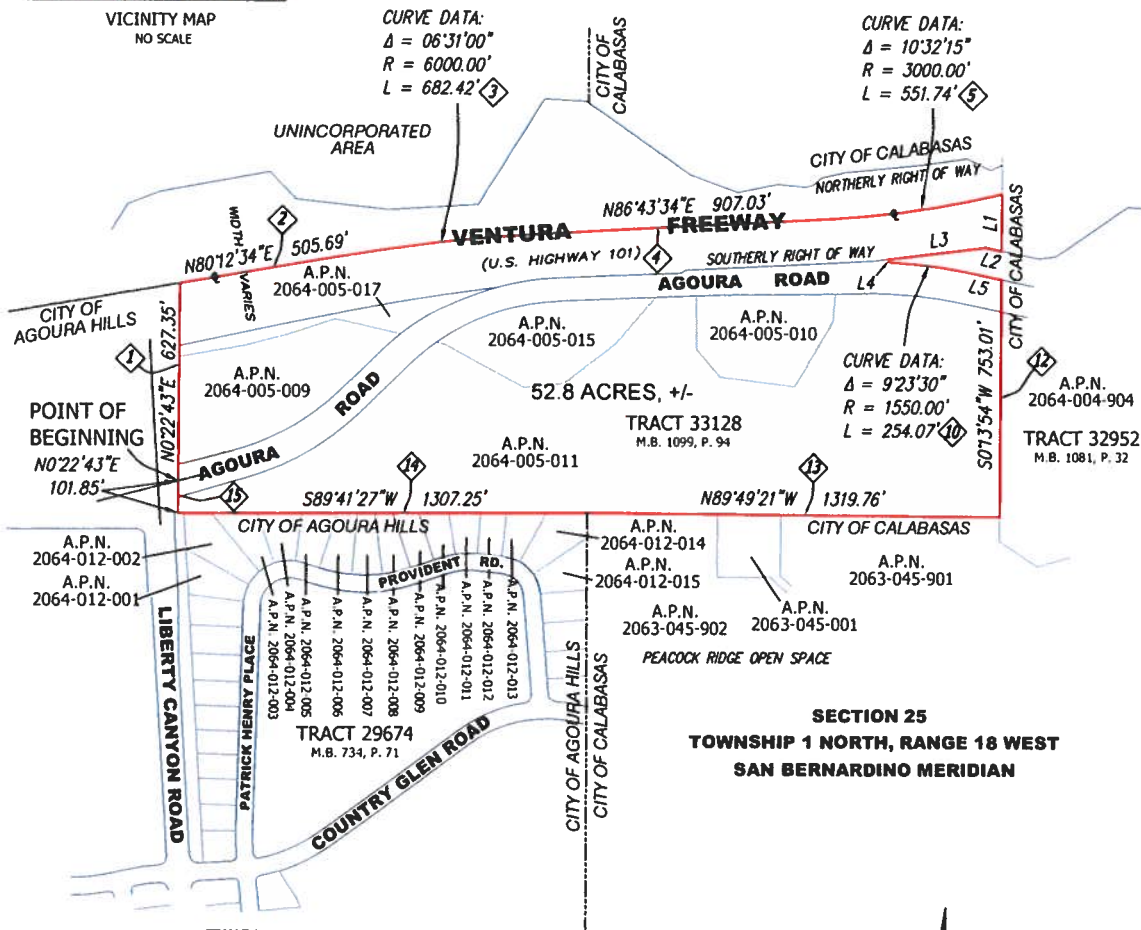 VICINITY MAP
NO SCALE
CURVE DATA:
Δ = 06°31'00"
R = 6000.00'
L = 682.42'
3
CITY OF
CALABASAS
CURVE DATA:
Δ = 10°32'15"
R = 3000.00'
L = 551.74'
5
UNINCORPORATED
AREA
CITY OF CALABASAS
NORTHERLY RIGHT OF WAY
N86°43'34"E 907.03'
VENTURA FREEWAY
(U.S. HIGHWAY 101)
4
SOUTHERLY RIGHT OF WAY
L1
L2
L3
L4
L5
CITY OF CALABASAS
2
N80°12'34"E 505.69'
WIDTH VARIES
A.P.N.
2064-005-017
CITY OF
AGOURA HILLS
AGOURA ROAD
1
N0°22'43"E 627.35'
A.P.N.
2064-005-009
A.P.N.
2064-005-015
A.P.N.
2064-005-010
52.8 ACRES, +/-
CURVE DATA:
Δ = 9°23'30"
R = 1550.00'
L = 254.07'
10
S0°13'54"W 753.01'
12
A.P.N.
2064-004-904
TRACT 32952
M.B. 1081, P. 32
TRACT 33128
M.B. 1099, P. 94
POINT OF
BEGINNING
N0°22'43"E
101.85'
AGOURA ROAD
A.P.N.
2064-005-011
15
14
S89°41'27"W 1307.25'
13
N89°49'21"W 1319.76'
CITY OF AGOURA HILLS
CITY OF CALABASAS
A.P.N.
2064-012-002
A.P.N.
2064-012-001
A.P.N.
2064-012-014
A.P.N.
2064-012-015
A.P.N.
2063-045-901
A.P.N.
2063-045-902
A.P.N.
2063-045-001
PEACOCK RIDGE OPEN SPACE
PROVIDENT RD.
A.P.N. 2064-012-003
A.P.N. 2064-012-004
A.P.N. 2064-012-005
A.P.N. 2064-012-006
A.P.N. 2064-012-007
A.P.N. 2064-012-008
A.P.N. 2064-012-009
A.P.N. 2064-012-010
A.P.N. 2064-012-011
A.P.N. 2064-012-012
A.P.N. 2064-012-013
LIBERTY CANYON ROAD
PATRICK HENRY PLACE
TRACT 29674
M.B. 734, P. 71
COUNTRY GLEN ROAD
CITY OF AGOURA HILLS
CITY OF CALABASAS
SECTION 25
TOWNSHIP 1 NORTH, RANGE 18 WEST
SAN BERNARDINO MERIDIAN